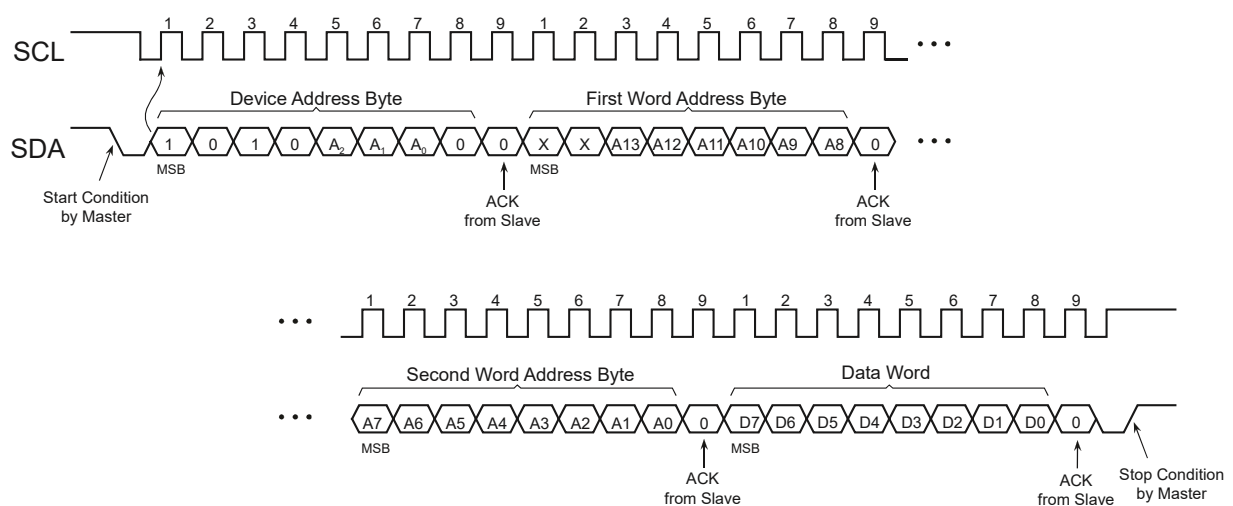 1 2 3 4 5 6 7 8 9 1 2 3 4 5 6 7 8 9
SCL
Device Address Byte First Word Address Byte
SDA 1 0 1 0 A2 A1 A0 0 0 X X A13 A12 A11 A10 A9 A8 0
MSB MSB
Start Condition
by Master
ACK
from Slave
ACK
from Slave
1 2 3 4 5 6 7 8 9 1 2 3 4 5 6 7 8 9
Second Word Address Byte Data Word
A7 A6 A5 A4 A3 A2 A1 A0 0 D7 D6 D5 D4 D3 D2 D1 D0 0
MSB MSB
ACK
from Slave
ACK
from Slave
Stop Condition
by Master